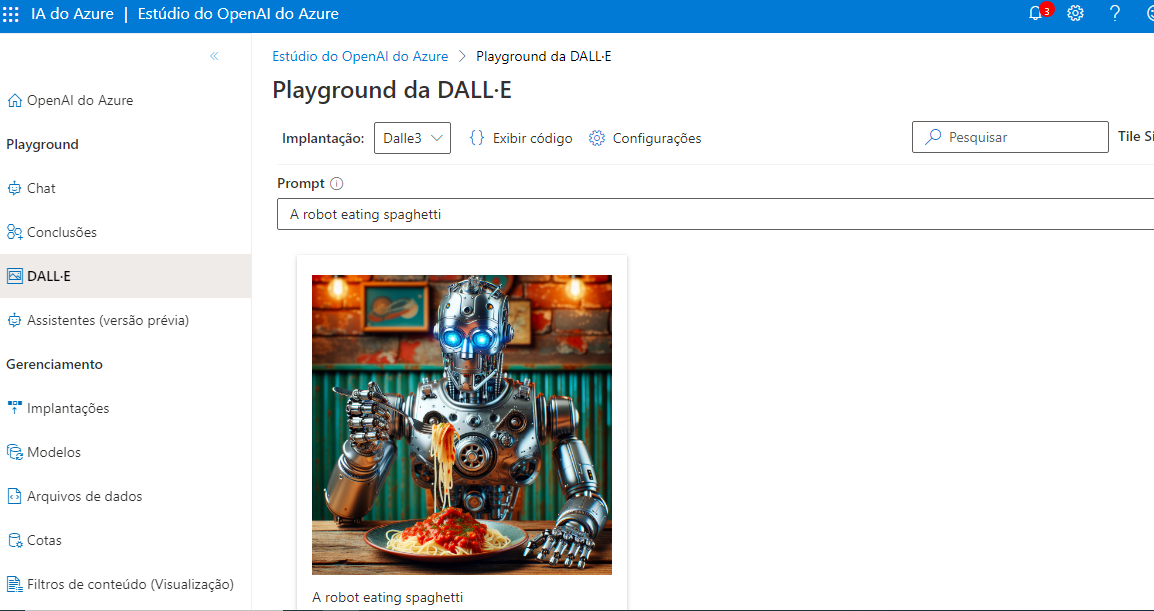 IA do Azure | Estúdio do OpenAI do Azure
3
Estúdio do OpenAI do Azure > Playground da DALL·E
Playground da DALL·E
Implantação: Dalle3 {} Exibir código Configurações Pesquisar Tile Si
Prompt
A robot eating spaghetti
OpenAI do Azure
Playground
Chat
Conclusões
DALL·E
Assistentes (versão prévia)
Gerenciamento
Implantações
Modelos
Arquivos de dados
Cotas
Filtros de conteúdo (Visualização)
A robot eating spaghetti